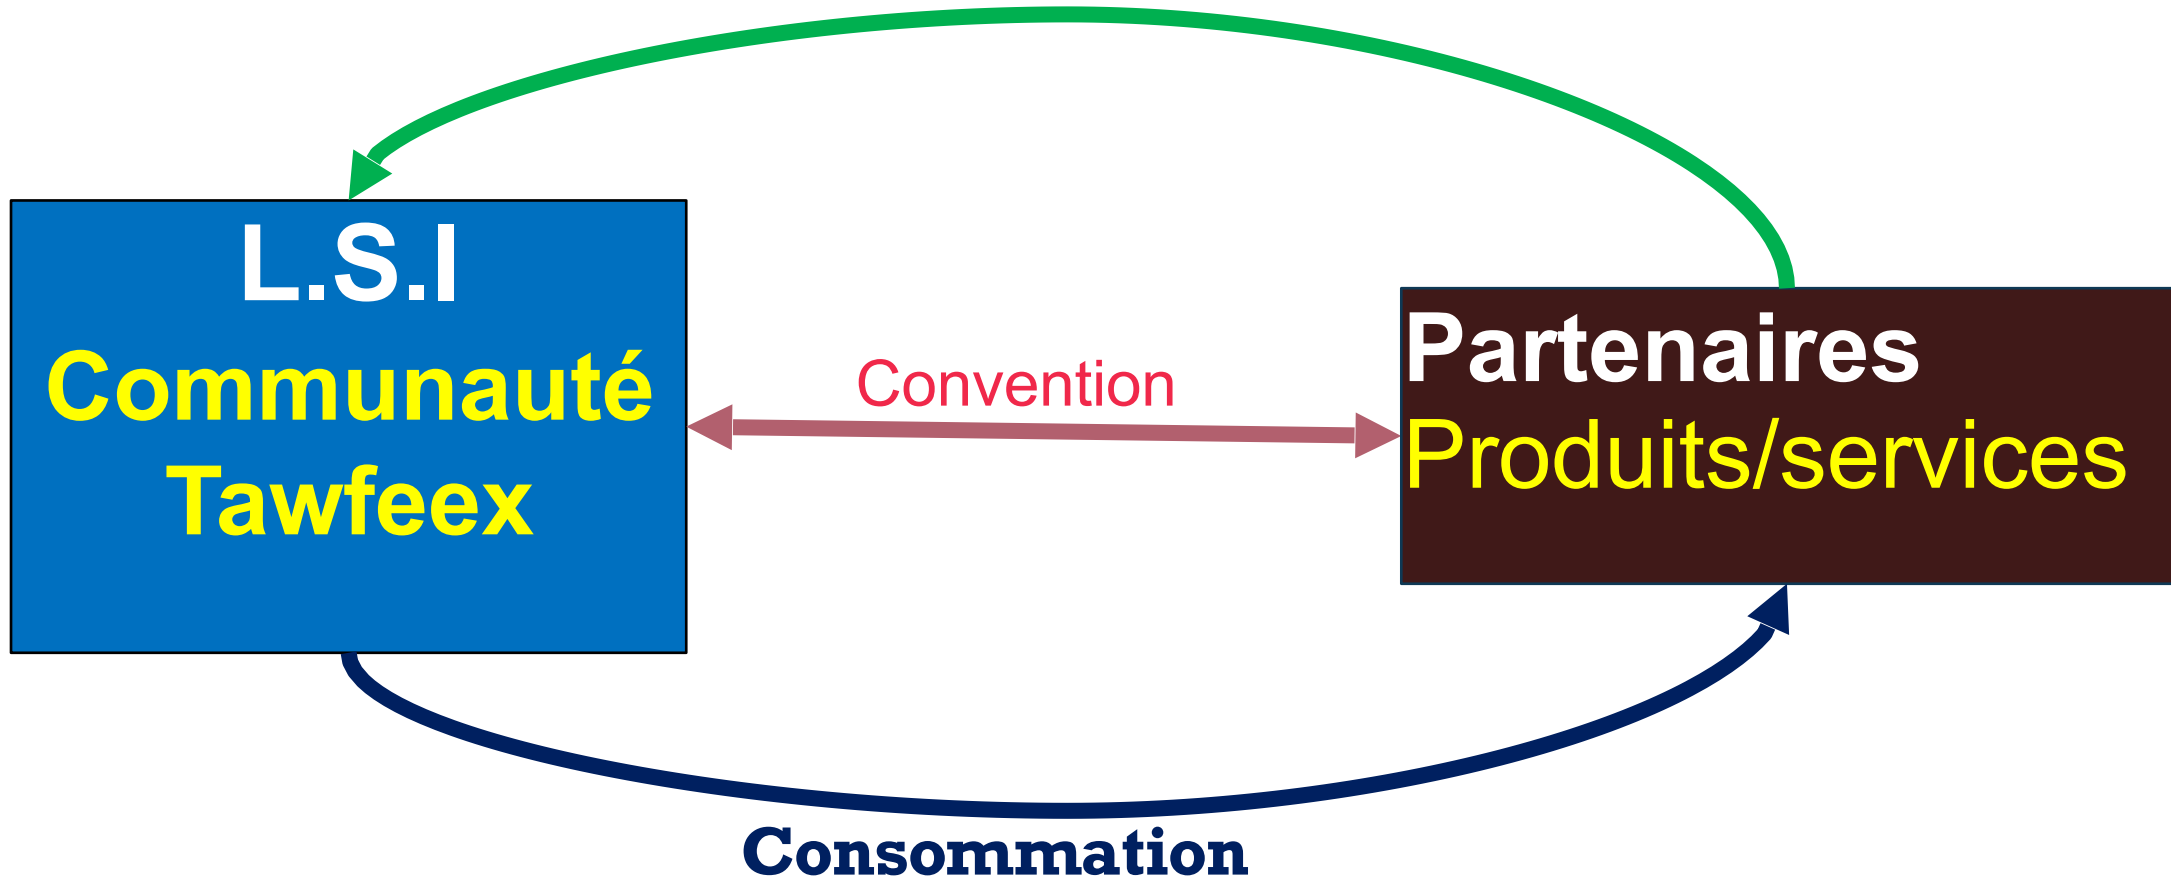 L.S.I
Communauté
Tawfeex
Convention
Partenaires
Produits/services
Consommation